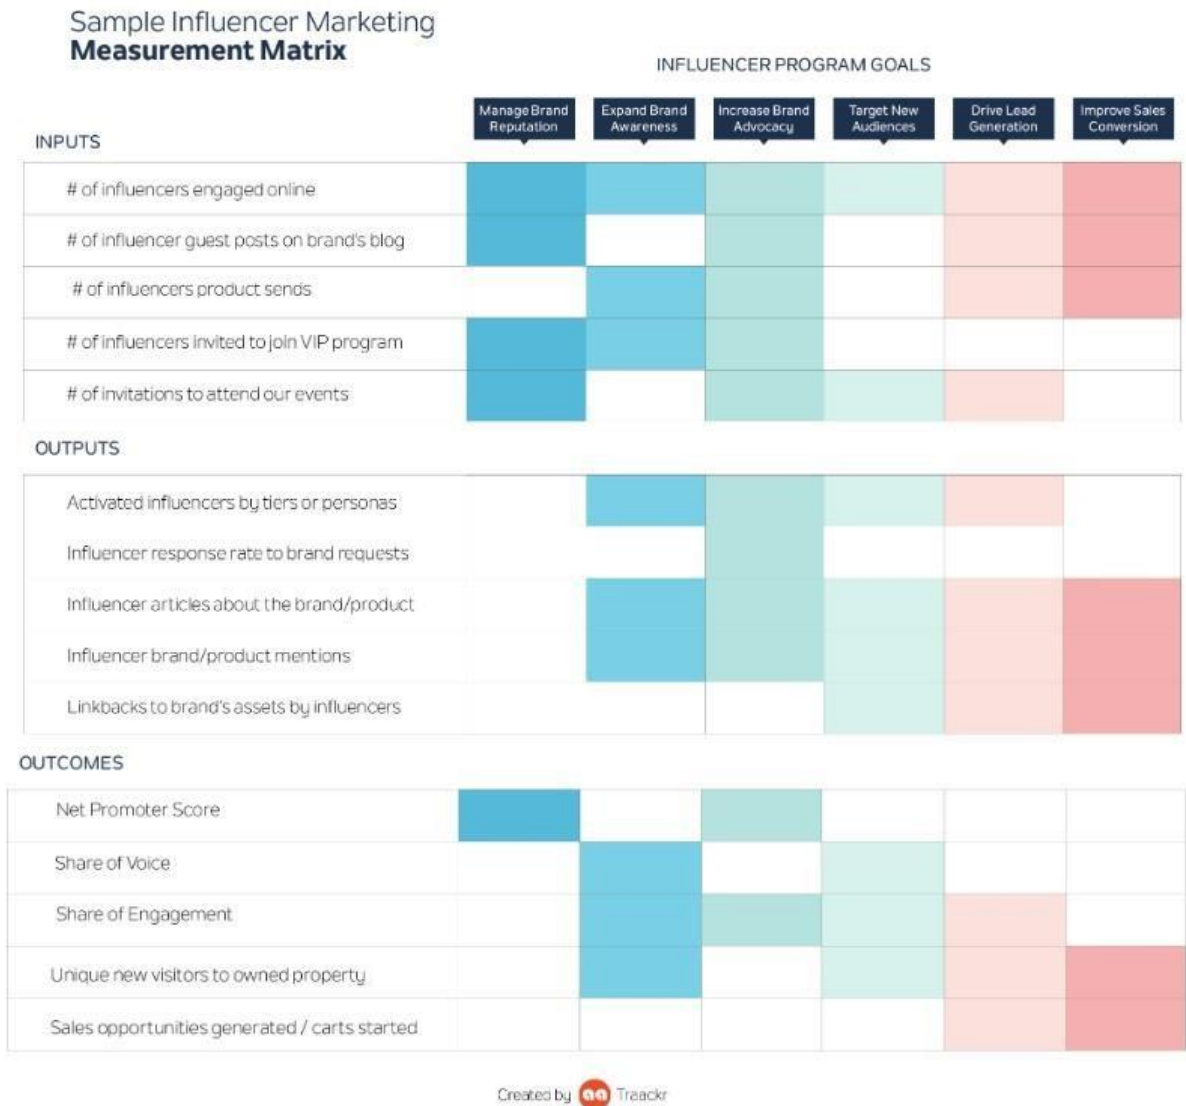 Sample Influencer Marketing
Measurement Matrix
INFLUENCER PROGRAM GOALS
Manage Brand
Reputation
Expand Brand
Awareness
Increase Brand
Advocacy
Target New
Audiences
Drive Lead
Generation
Improve Sales
Conversion
INPUTS
# of influencers engaged online
# of influencer guest posts on brand's blog
# of influencers product sends
# of influencers invited to join VIP program
# of invitations to attend our events
OUTPUTS
Activated influencers by tiers or personas
Influencer response rate to brand requests
Influencer articles about the brand/product
Influencer brand/product mentions
Linkbacks to brand's assets by influencers
OUTCOMES
Net Promoter Score
Share of Voice
Share of Engagement
Unique new visitors to owned property
Sales opportunities generated / carts started
Created by Traackr